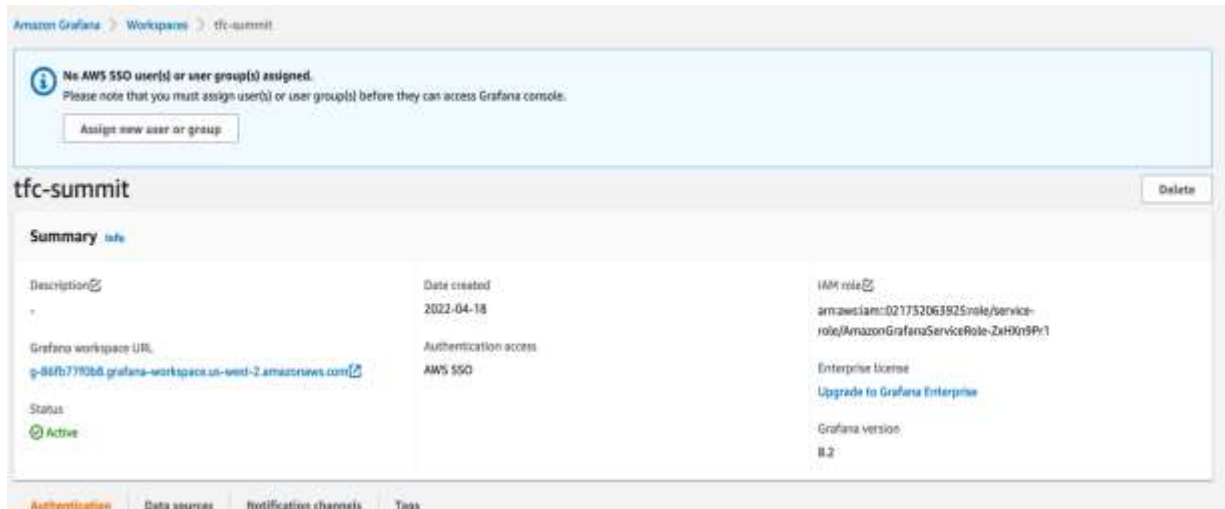 Amazon Grafana > Workspaces > tfc-summit
No AWS SSO user(s) or user group(s) assigned.
Please note that you must assign user(s) or user group(s) before they can access Grafana console.
Assign new user or group
tfc-summit
Delete
Summary Info
Description
-
Grafana workspace URL
g-86fb77f0b8.grafana-workspace.us-west-2.amazonaws.com
Status
Active
Date created
2022-04-18
Authentication access
AWS SSO
IAM role
arn:aws:iam::021732063925:role/service-
role/AmazonGrafanaServiceRole-ZxHXn9Pr1
Enterprise license
Upgrade to Grafana Enterprise
Grafana version
8.2
Authentication
Data sources
Notification channels
Tags